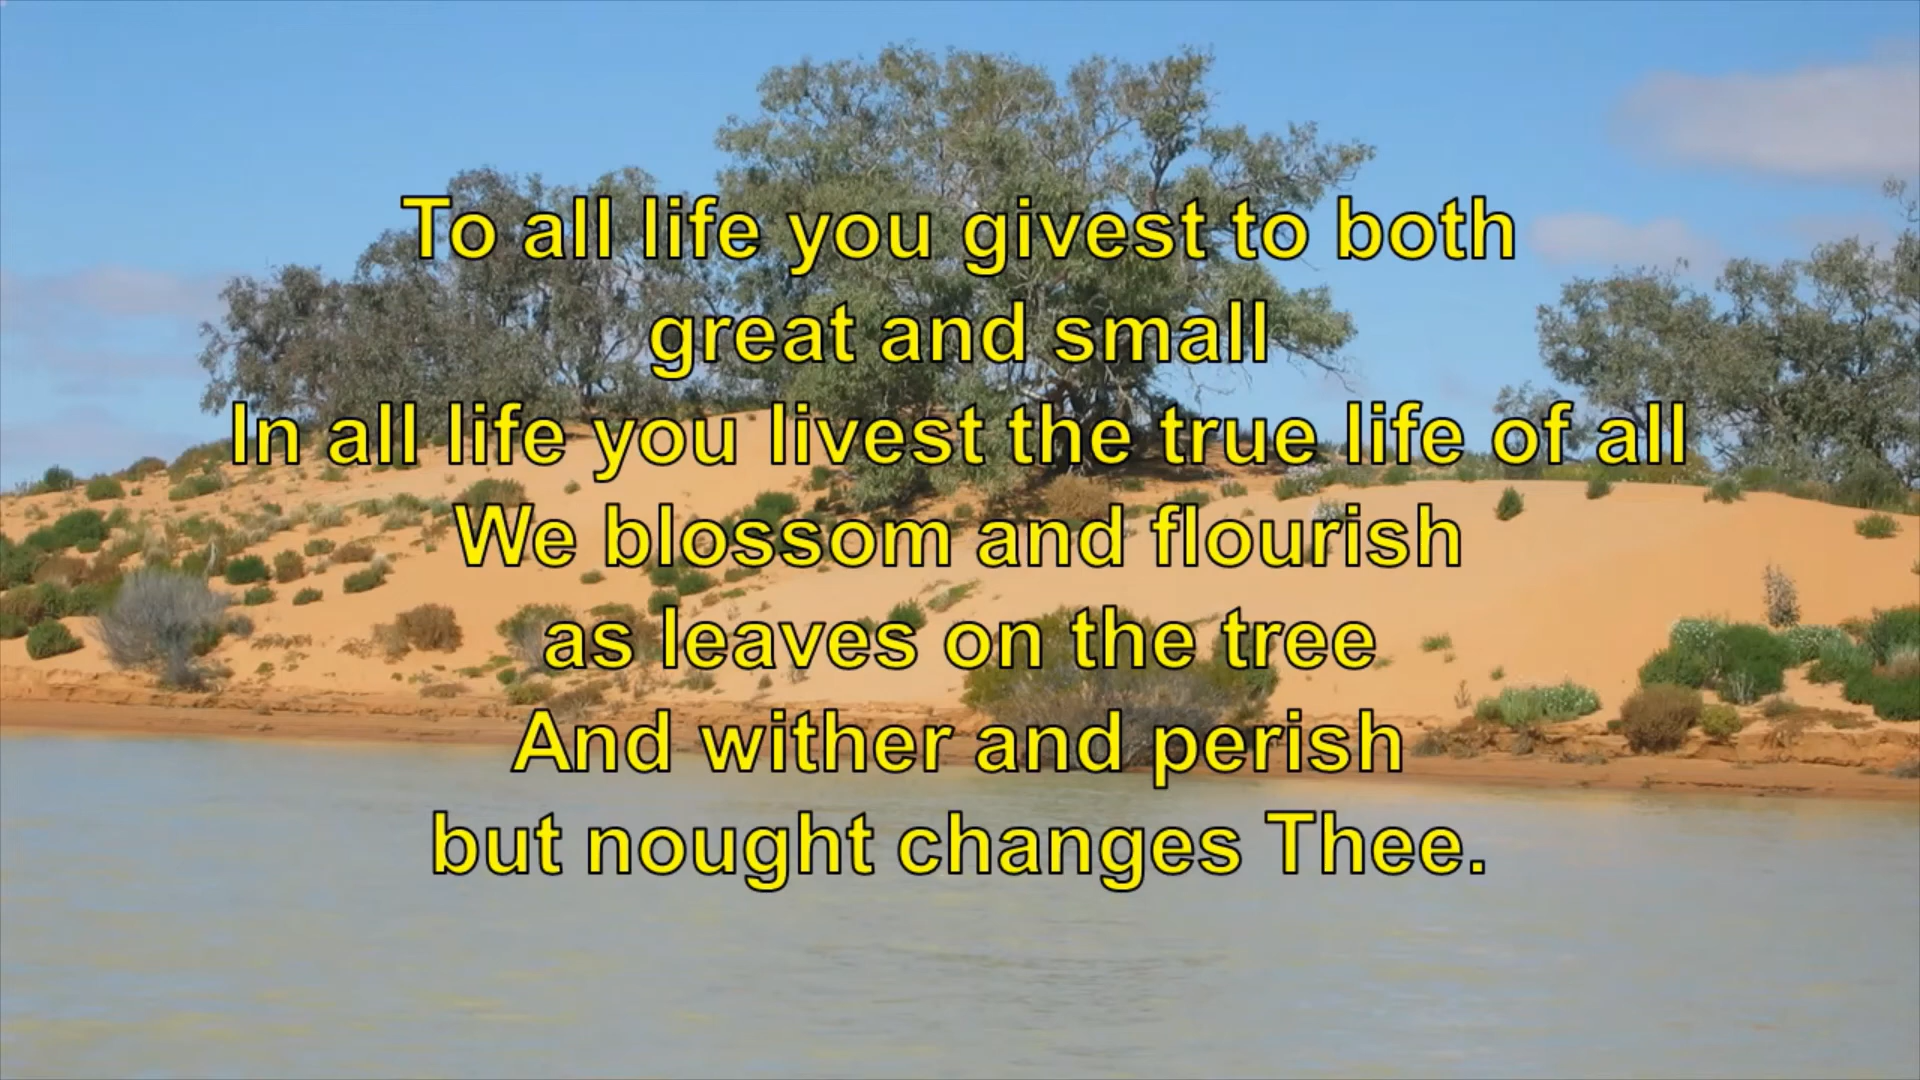 To all life you givest to both
great and small
In all life you livest the true life of all
We blossom and flourish
as leaves on the tree
And wither and perish
but nought changes Thee.